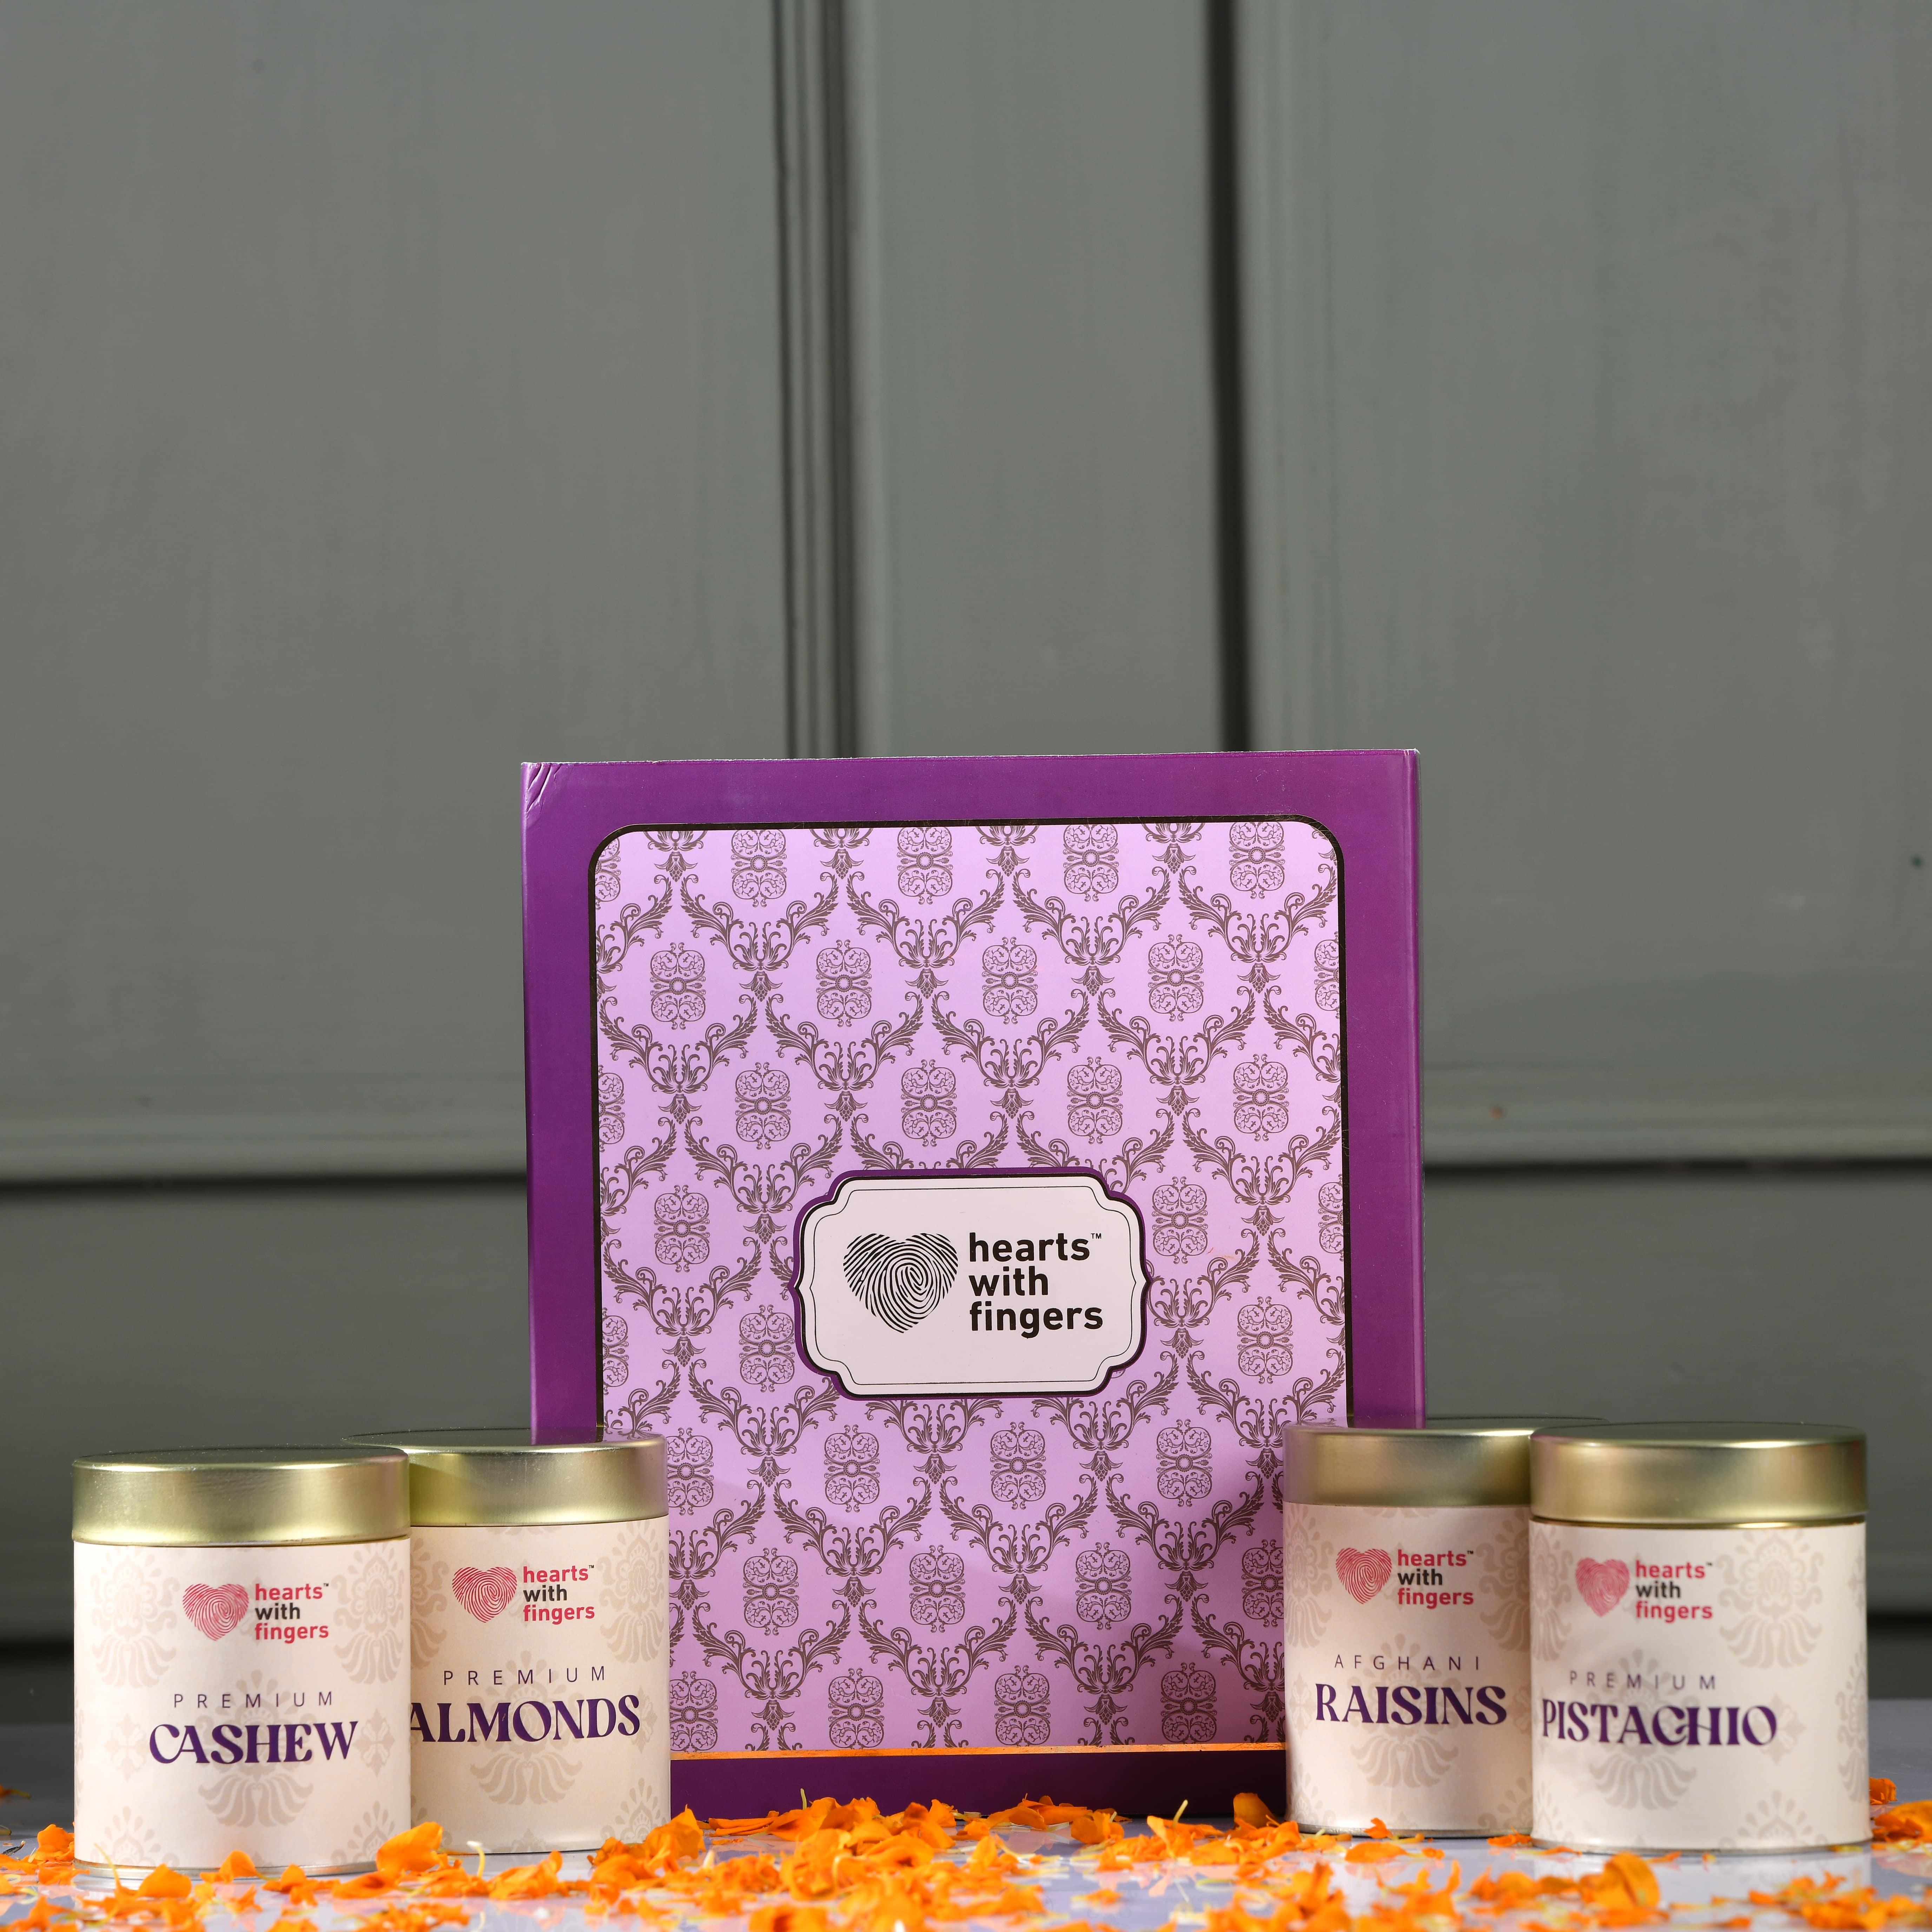 hearts™
with
fingers
hearts™
with
fingers
PREMIUM
CASHEW
hearts™
with
fingers
PREMIUM
ALMONDS
hearts™
with
fingers
AFGHANI
RAISINS
hearts™
with
fingers
PREMIUM
PISTACHIO